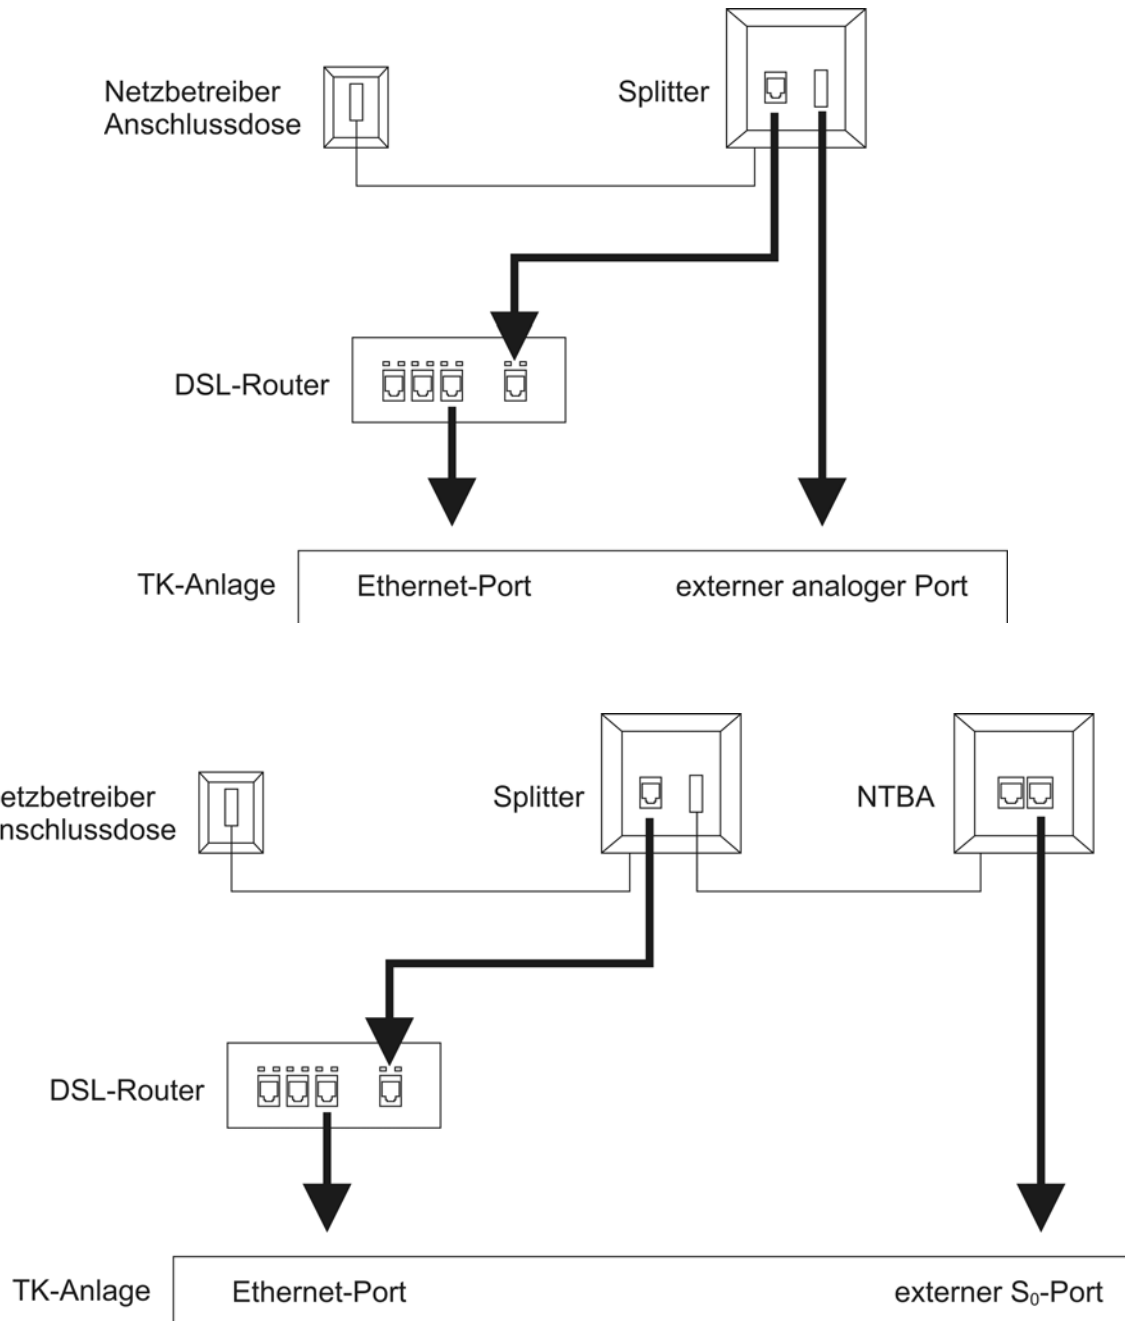 Netzbetreiber
Anschlussdose
Splitter
DSL-Router
TK-Anlage
Ethernet-Port
externer analoger Port
etzbetreiber
nschlussdose
Splitter
NTBA
DSL-Router
TK-Anlage
Ethernet-Port
externer S₀-Port